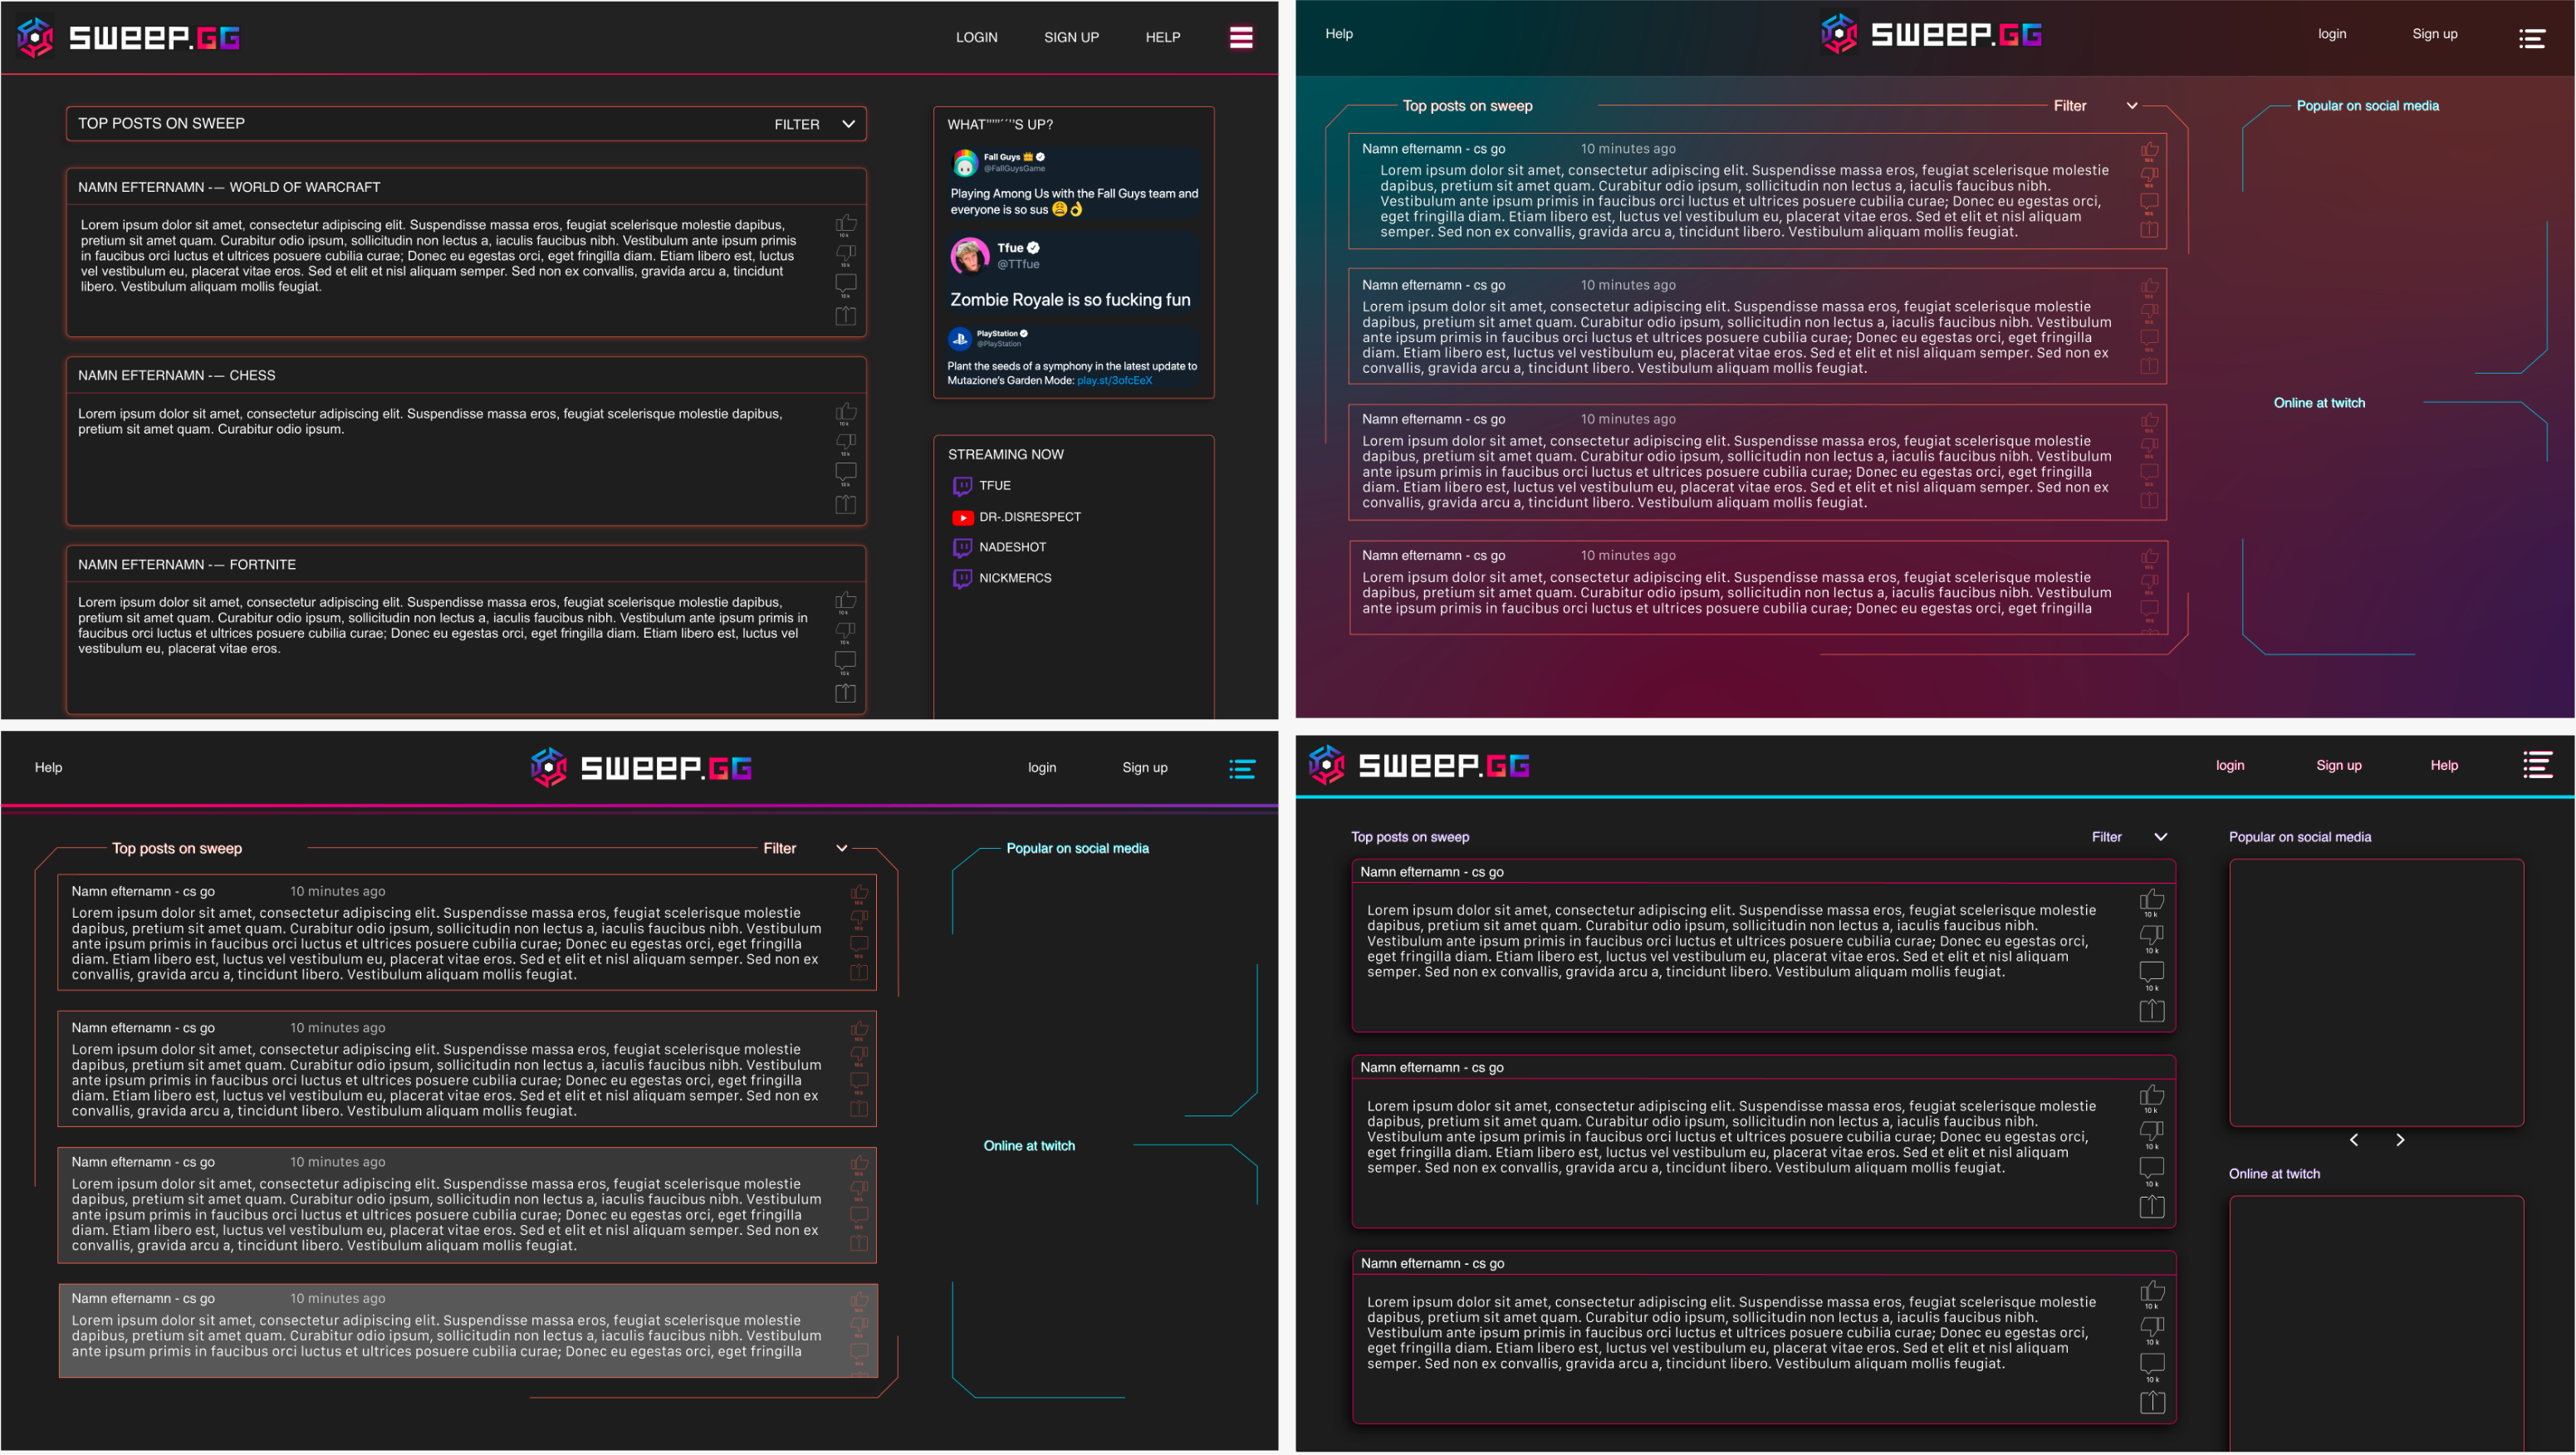 SWEEP.GG
LOGIN SIGN UP HELP
TOP POSTS ON SWEEP FILTER
NAMN EFTERNAMN -— WORLD OF WARCRAFT
Lorem ipsum dolor sit amet, consectetur adipiscing elit. Suspendisse massa eros, feugiat scelerisque molestie dapibus,
pretium sit amet quam. Curabitur odio ipsum, sollicitudin non lectus a, iaculis faucibus nibh. Vestibulum ante ipsum primis
in faucibus orci luctus et ultrices posuere cubilia curae; Donec eu egestas orci, eget fringilla diam. Etiam libero est, luctus
vel vestibulum eu, placerat vitae eros. Sed et elit et nisl aliquam semper. Sed non ex convallis, gravida arcu a, tincidunt
libero. Vestibulum aliquam mollis feugiat.
10 k
10 k
10 k
NAMN EFTERNAMN -— CHESS
Lorem ipsum dolor sit amet, consectetur adipiscing elit. Suspendisse massa eros, feugiat scelerisque molestie dapibus,
pretium sit amet quam. Curabitur odio ipsum.
10 k
10 k
10 k
NAMN EFTERNAMN -— FORTNITE
Lorem ipsum dolor sit amet, consectetur adipiscing elit. Suspendisse massa eros, feugiat scelerisque molestie dapibus,
pretium sit amet quam. Curabitur odio ipsum, sollicitudin non lectus a, iaculis faucibus nibh. Vestibulum ante ipsum primis in
faucibus orci luctus et ultrices posuere cubilia curae; Donec eu egestas orci, eget fringilla diam. Etiam libero est, luctus vel
vestibulum eu, placerat vitae eros.
10 k
10 k
10 k
WHAT"''"´´''S UP?
Fall Guys 👑
@FallGuysGame
Playing Among Us with the Fall Guys team and
everyone is so sus 😩👌
Tfue
@TTfue
Zombie Royale is so fucking fun
PlayStation
@PlayStation
Plant the seeds of a symphony in the latest update to
Mutazione's Garden Mode: play.st/3ofcEeX
STREAMING NOW
TFUE
DR-.DISRESPECT
NADESHOT
NICKMERCS
Help SWEEP.GG login Sign up
Top posts on sweep Filter
Namn efternamn - cs go 10 minutes ago
Lorem ipsum dolor sit amet, consectetur adipiscing elit. Suspendisse massa eros, feugiat scelerisque molestie
dapibus, pretium sit amet quam. Curabitur odio ipsum, sollicitudin non lectus a, iaculis faucibus nibh.
Vestibulum ante ipsum primis in faucibus orci luctus et ultrices posuere cubilia curae; Donec eu egestas orci,
eget fringilla diam. Etiam libero est, luctus vel vestibulum eu, placerat vitae eros. Sed et elit et nisl aliquam
semper. Sed non ex convallis, gravida arcu a, tincidunt libero. Vestibulum aliquam mollis feugiat.
Namn efternamn - cs go 10 minutes ago
Lorem ipsum dolor sit amet, consectetur adipiscing elit. Suspendisse massa eros, feugiat scelerisque molestie
dapibus, pretium sit amet quam. Curabitur odio ipsum, sollicitudin non lectus a, iaculis faucibus nibh. Vestibulum
ante ipsum primis in faucibus orci luctus et ultrices posuere cubilia curae; Donec eu egestas orci, eget fringilla
diam. Etiam libero est, luctus vel vestibulum eu, placerat vitae eros. Sed et elit et nisl aliquam semper. Sed non ex
convallis, gravida arcu a, tincidunt libero. Vestibulum aliquam mollis feugiat.
Namn efternamn - cs go 10 minutes ago
Lorem ipsum dolor sit amet, consectetur adipiscing elit. Suspendisse massa eros, feugiat scelerisque molestie
dapibus, pretium sit amet quam. Curabitur odio ipsum, sollicitudin non lectus a, iaculis faucibus nibh. Vestibulum
ante ipsum primis in faucibus orci luctus et ultrices posuere cubilia curae; Donec eu egestas orci, eget fringilla
diam. Etiam libero est, luctus vel vestibulum eu, placerat vitae eros. Sed et elit et nisl aliquam semper. Sed non ex
convallis, gravida arcu a, tincidunt libero. Vestibulum aliquam mollis feugiat.
Namn efternamn - cs go 10 minutes ago
Lorem ipsum dolor sit amet, consectetur adipiscing elit. Suspendisse massa eros, feugiat scelerisque molestie
dapibus, pretium sit amet quam. Curabitur odio ipsum, sollicitudin non lectus a, iaculis faucibus nibh. Vestibulum
ante ipsum primis in faucibus orci luctus et ultrices posuere cubilia curae; Donec eu egestas orci, eget fringilla
Popular on social media
Online at twitch
Help SWEEP.GG login Sign up
Top posts on sweep Filter
Namn efternamn - cs go 10 minutes ago
Lorem ipsum dolor sit amet, consectetur adipiscing elit. Suspendisse massa eros, feugiat scelerisque molestie
dapibus, pretium sit amet quam. Curabitur odio ipsum, sollicitudin non lectus a, iaculis faucibus nibh. Vestibulum
ante ipsum primis in faucibus orci luctus et ultrices posuere cubilia curae; Donec eu egestas orci, eget fringilla
diam. Etiam libero est, luctus vel vestibulum eu, placerat vitae eros. Sed et elit et nisl aliquam semper. Sed non ex
convallis, gravida arcu a, tincidunt libero. Vestibulum aliquam mollis feugiat.
Namn efternamn - cs go 10 minutes ago
Lorem ipsum dolor sit amet, consectetur adipiscing elit. Suspendisse massa eros, feugiat scelerisque molestie
dapibus, pretium sit amet quam. Curabitur odio ipsum, sollicitudin non lectus a, iaculis faucibus nibh. Vestibulum
ante ipsum primis in faucibus orci luctus et ultrices posuere cubilia curae; Donec eu egestas orci, eget fringilla
diam. Etiam libero est, luctus vel vestibulum eu, placerat vitae eros. Sed et elit et nisl aliquam semper. Sed non ex
convallis, gravida arcu a, tincidunt libero. Vestibulum aliquam mollis feugiat.
Namn efternamn - cs go 10 minutes ago
Lorem ipsum dolor sit amet, consectetur adipiscing elit. Suspendisse massa eros, feugiat scelerisque molestie
dapibus, pretium sit amet quam. Curabitur odio ipsum, sollicitudin non lectus a, iaculis faucibus nibh. Vestibulum
ante ipsum primis in faucibus orci luctus et ultrices posuere cubilia curae; Donec eu egestas orci, eget fringilla
diam. Etiam libero est, luctus vel vestibulum eu, placerat vitae eros. Sed et elit et nisl aliquam semper. Sed non ex
convallis, gravida arcu a, tincidunt libero. Vestibulum aliquam mollis feugiat.
Namn efternamn - cs go 10 minutes ago
Lorem ipsum dolor sit amet, consectetur adipiscing elit. Suspendisse massa eros, feugiat scelerisque molestie
dapibus, pretium sit amet quam. Curabitur odio ipsum, sollicitudin non lectus a, iaculis faucibus nibh. Vestibulum
ante ipsum primis in faucibus orci luctus et ultrices posuere cubilia curae; Donec eu egestas orci, eget fringilla
Popular on social media
Online at twitch
SWEEP.GG login Sign up Help
Top posts on sweep Filter
Namn efternamn - cs go
Lorem ipsum dolor sit amet, consectetur adipiscing elit. Suspendisse massa eros, feugiat scelerisque molestie
dapibus, pretium sit amet quam. Curabitur odio ipsum, sollicitudin non lectus a, iaculis faucibus nibh.
Vestibulum ante ipsum primis in faucibus orci luctus et ultrices posuere cubilia curae; Donec eu egestas orci,
eget fringilla diam. Etiam libero est, luctus vel vestibulum eu, placerat vitae eros. Sed et elit et nisl aliquam
semper. Sed non ex convallis, gravida arcu a, tincidunt libero. Vestibulum aliquam mollis feugiat.
10 k
10 k
10 k
Namn efternamn - cs go
Lorem ipsum dolor sit amet, consectetur adipiscing elit. Suspendisse massa eros, feugiat scelerisque molestie
dapibus, pretium sit amet quam. Curabitur odio ipsum, sollicitudin non lectus a, iaculis faucibus nibh.
Vestibulum ante ipsum primis in faucibus orci luctus et ultrices posuere cubilia curae; Donec eu egestas orci,
eget fringilla diam. Etiam libero est, luctus vel vestibulum eu, placerat vitae eros. Sed et elit et nisl aliquam
semper. Sed non ex convallis, gravida arcu a, tincidunt libero. Vestibulum aliquam mollis feugiat.
10 k
10 k
10 k
Namn efternamn - cs go
Lorem ipsum dolor sit amet, consectetur adipiscing elit. Suspendisse massa eros, feugiat scelerisque molestie
dapibus, pretium sit amet quam. Curabitur odio ipsum, sollicitudin non lectus a, iaculis faucibus nibh.
Vestibulum ante ipsum primis in faucibus orci luctus et ultrices posuere cubilia curae; Donec eu egestas orci,
eget fringilla diam. Etiam libero est, luctus vel vestibulum eu, placerat vitae eros. Sed et elit et nisl aliquam
semper. Sed non ex convallis, gravida arcu a, tincidunt libero. Vestibulum aliquam mollis feugiat.
10 k
10 k
10 k
Popular on social media
Online at twitch